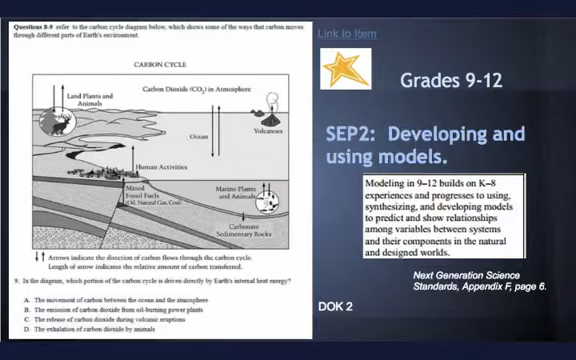 Questions 8-9 refer to the carbon cycle diagram below, which shows some of the ways that carbon moves
through different parts of Earth's environment.
CARBON CYCLE
Land Plants and
Animals
Carbon Dioxide (CO2) in Atmosphere
Ocean
Volcanoes
Human Activities
Mined
Fossil Fuels
(Oil, Natural Gas, Coal)
Marine Plants
and Animals
Carbonate
Sedimentary Rocks
Arrows indicate the direction of carbon flows through the carbon cycle.
Length of arrow indicates the relative amount of carbon transferred.
9. In the diagram, which portion of the carbon cycle is driven directly by Earth's internal heat energy?
A. The movement of carbon between the ocean and the atmosphere
B. The emission of carbon dioxide from oil-burning power plants
C. The release of carbon dioxide during volcanic eruptions
D. The exhalation of carbon dioxide by animals
Link to Item
Grades 9-12
SEP2: Developing and
using models.
Modeling in 9–12 builds on K–8
experiences and progresses to using,
synthesizing, and developing models
to predict and show relationships
among variables between systems
and their components in the natural
and designed worlds.
Next Generation Science
Standards, Appendix F, page 6.
DOK 2